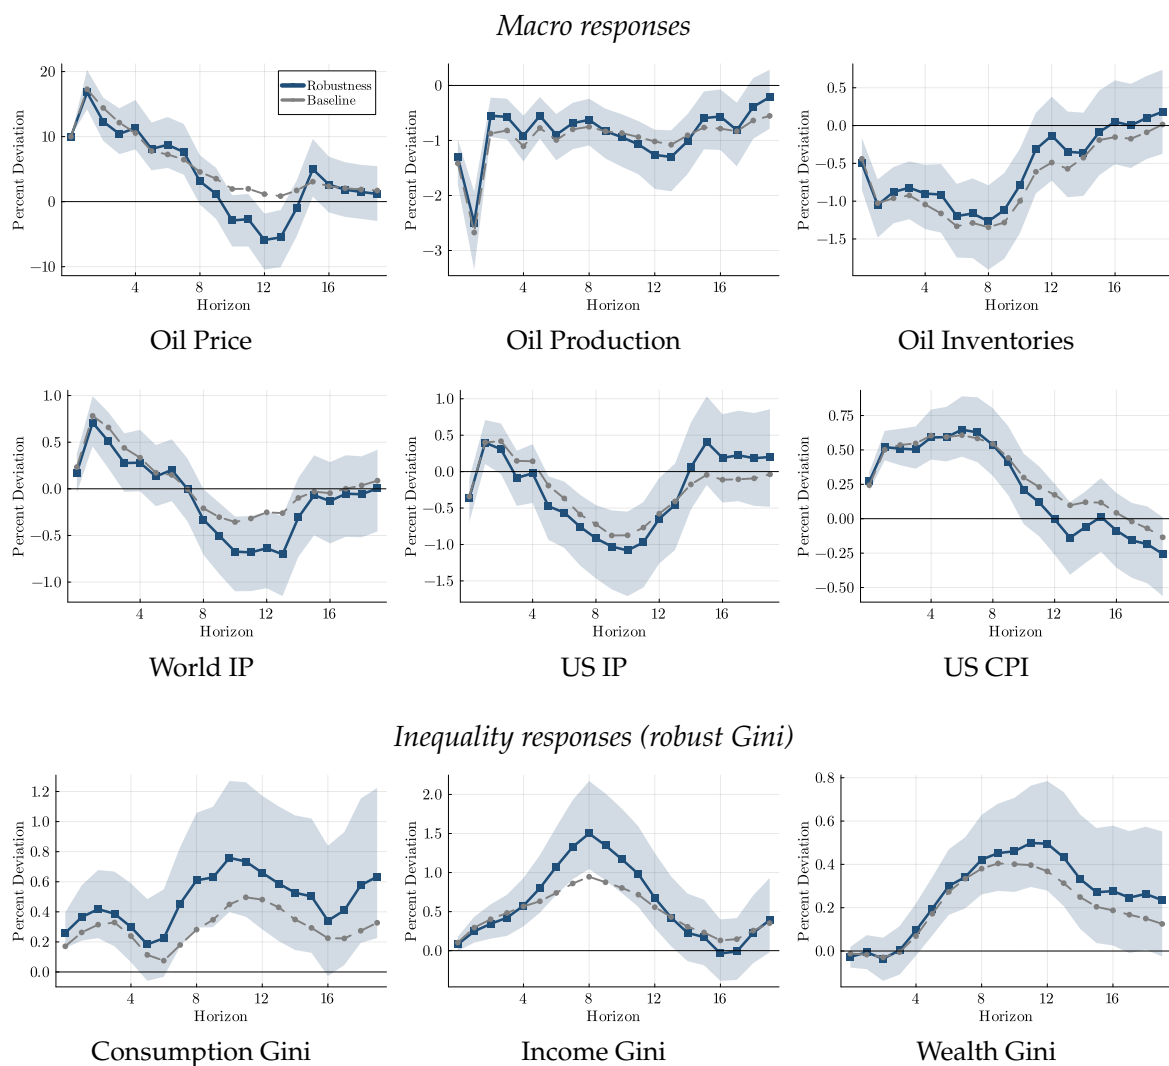 Macro responses
Percent Deviation
20
10
0
−10
4
8
12
16
Horizon
Robustness
Baseline
Oil Price
Percent Deviation
0
−1
−2
−3
4
8
12
16
Horizon
Oil Production
Percent Deviation
0.5
0.0
−0.5
−1.0
−1.5
4
8
12
16
Horizon
Oil Inventories
Percent Deviation
1.0
0.5
0.0
−0.5
−1.0
4
8
12
16
Horizon
World IP
Percent Deviation
1.0
0.5
0.0
−0.5
−1.0
−1.5
4
8
12
16
Horizon
US IP
Percent Deviation
0.75
0.50
0.25
0.00
−0.25
−0.50
4
8
12
16
Horizon
US CPI
Inequality responses (robust Gini)
Percent Deviation
1.2
1.0
0.8
0.6
0.4
0.2
0.0
4
8
12
16
Horizon
Consumption Gini
Percent Deviation
2.0
1.5
1.0
0.5
0.0
4
8
12
16
Horizon
Income Gini
Percent Deviation
0.8
0.6
0.4
0.2
0.0
4
8
12
16
Horizon
Wealth Gini